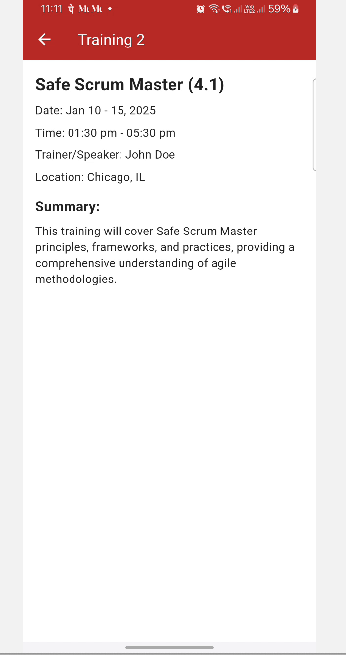 11:11 Mt Mt 59%
Training 2
Safe Scrum Master (4.1)
Date: Jan 10 - 15, 2025
Time: 01:30 pm - 05:30 pm
Trainer/Speaker: John Doe
Location: Chicago, IL
Summary:
This training will cover Safe Scrum Master
principles, frameworks, and practices, providing a
comprehensive understanding of agile
methodologies.